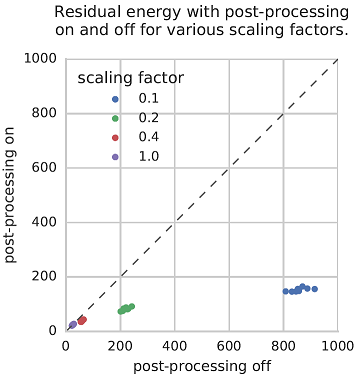 Residual energy with post-processing
on and off for various scaling factors.
1000
800
600
400
200
0
post-processing on
scaling factor
0.1
0.2
0.4
1.0
0 200 400 600 800 1000
post-processing off